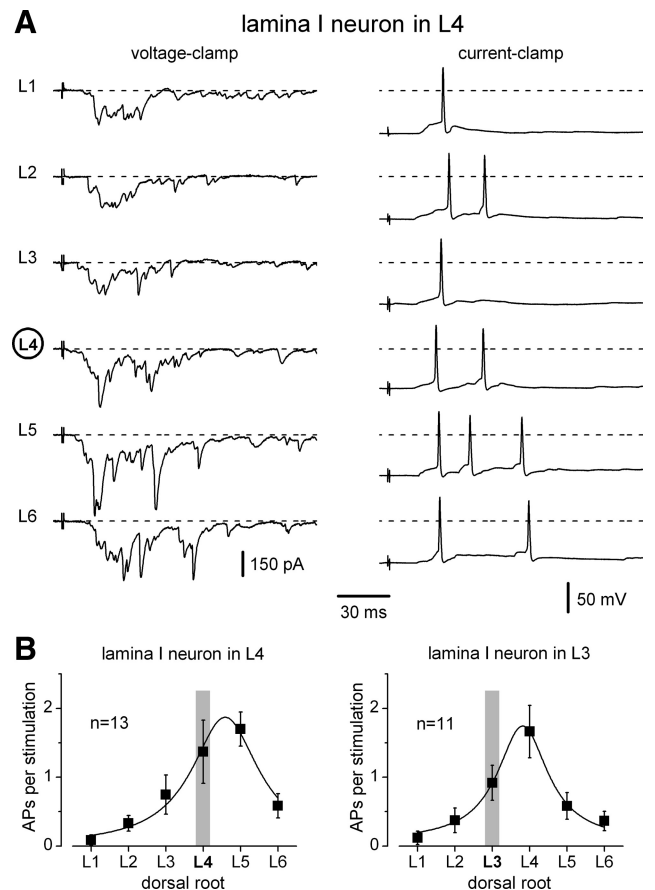 A lamina I neuron in L4
voltage-clamp current-clamp
L1
L2
L3
L4
L5
L6
150 pA
30 ms
50 mV
B
lamina I neuron in L4
APs per stimulation
2
1
0
n=13
L1 L2 L3 L4 L5 L6
dorsal root
lamina I neuron in L3
APs per stimulation
2
1
0
n=11
L1 L2 L3 L4 L5 L6
dorsal root